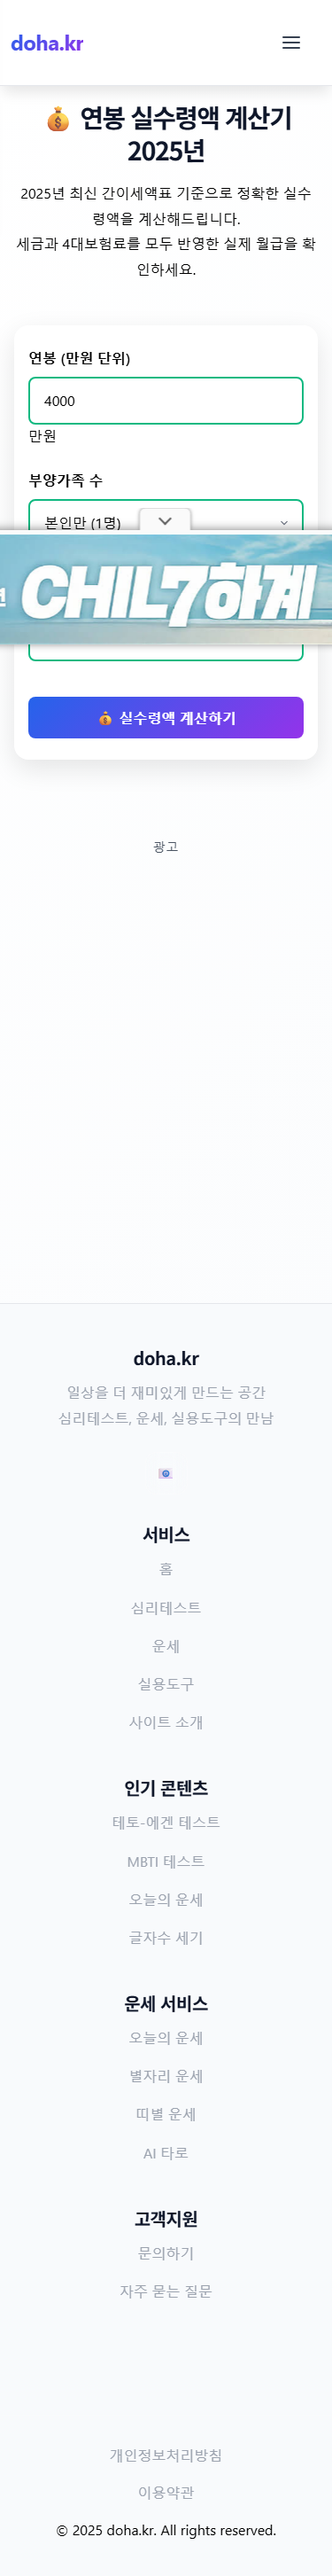 doha.kr
💰 연봉 실수령액 계산기
2025년
2025년 최신 간이세액표 기준으로 정확한 실수
령액을 계산해드립니다.
세금과 4대보험료를 모두 반영한 실제 월급을 확
인하세요.
연봉 (만원 단위)
4000
만원
부양가족 수
본인만 (1명)
CHIL7하계
💰 실수령액 계산하기
광고
doha.kr
일상을 더 재미있게 만드는 공간
심리테스트, 운세, 실용도구의 만남
서비스
홈
심리테스트
운세
실용도구
사이트 소개
인기 콘텐츠
테토-에겐 테스트
MBTI 테스트
오늘의 운세
글자수 세기
운세 서비스
오늘의 운세
별자리 운세
띠별 운세
AI 타로
고객지원
문의하기
자주 묻는 질문
개인정보처리방침
이용약관
© 2025 doha.kr. All rights reserved.